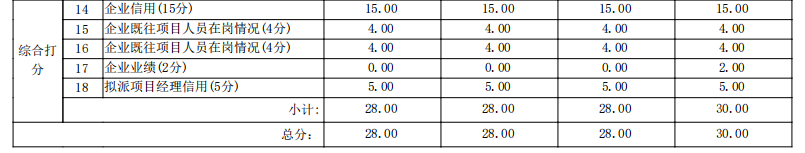 14 企业信用(15分) 15.00 15.00 15.00 15.00
15 企业既往项目人员在岗情况(4分) 4.00 4.00 4.00 4.00
综合打分 16 企业既往项目人员在岗情况(4分) 4.00 4.00 4.00 4.00
17 企业业绩(2分) 0.00 0.00 0.00 2.00
18 拟派项目经理信用(5分) 5.00 5.00 5.00 5.00
小计: 28.00 28.00 28.00 30.00
总分: 28.00 28.00 28.00 30.00